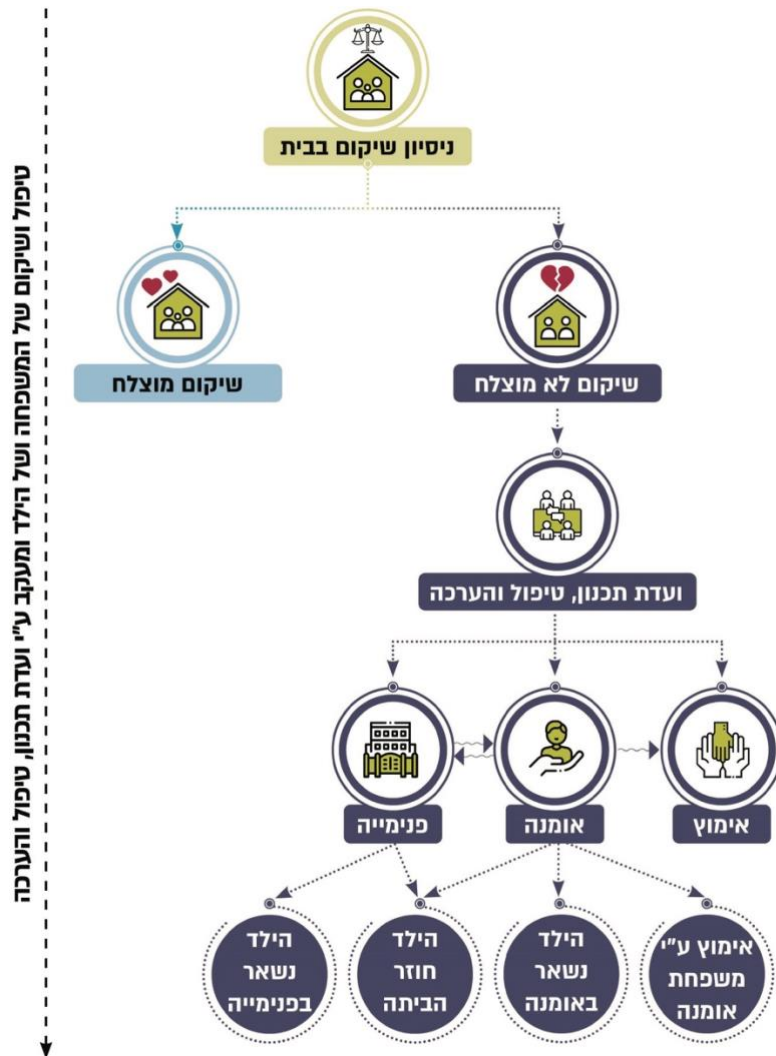 ניסיון שיקום בבית
שיקום לא מוצלח
שיקום מוצלח
ועדת תכנון, טיפול והערכה
אימוץ
אומנה
פנימייה
אימוץ ע"י
משפחת
אומנה
הילד
נשאר
באומנה
הילד
חוזר
הביתה
הילד
נשאר
בפנימייה
טיפול ושיקום של המשפחה ושל הילד ומעקב ע"י ועדת תכנון, טיפול והערכה